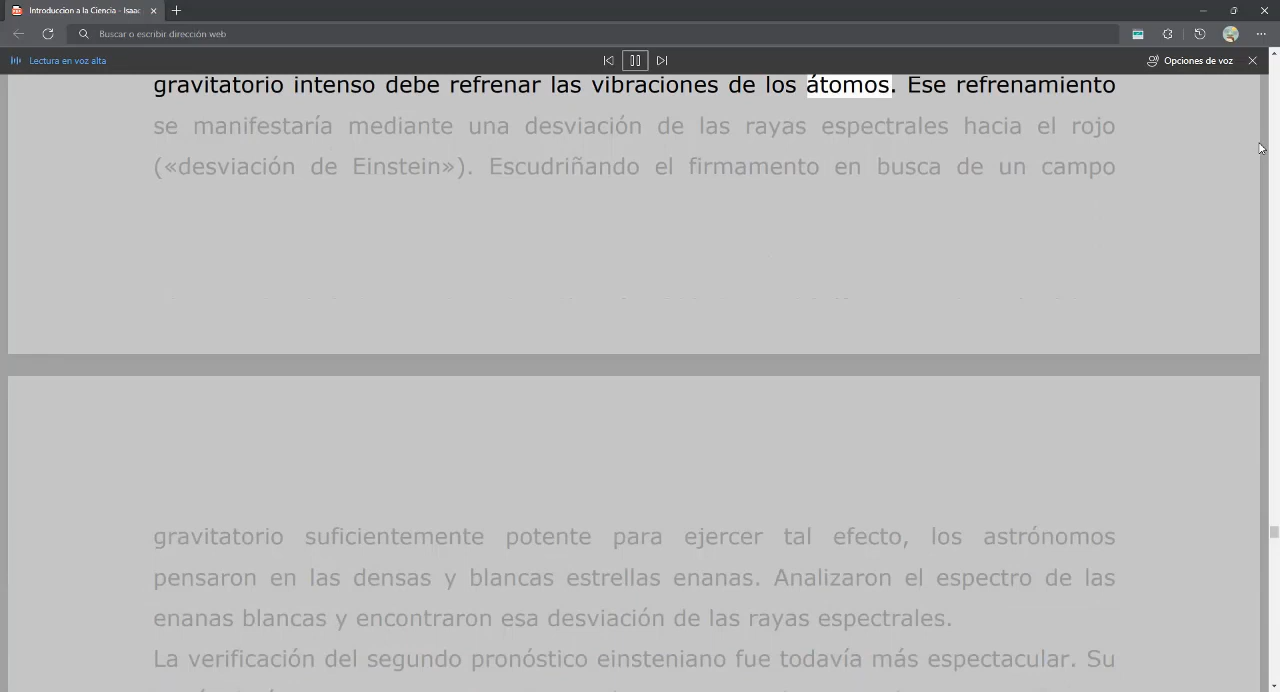 Introduccion a la Ciencia - Isaac
Buscar o escribir dirección web
Lectura en voz alta
Opciones de voz
gravitatorio intenso debe refrenar las vibraciones de los átomos. Ese refrenamiento
se manifestaría mediante una desviación de las rayas espectrales hacia el rojo
(«desviación de Einstein»). Escudriñando el firmamento en busca de un campo
gravitatorio suficientemente potente para ejercer tal efecto, los astrónomos
pensaron en las densas y blancas estrellas enanas. Analizaron el espectro de las
enanas blancas y encontraron esa desviación de las rayas espectrales.
La verificación del segundo pronóstico einsteniano fue todavía más espectacular. Su